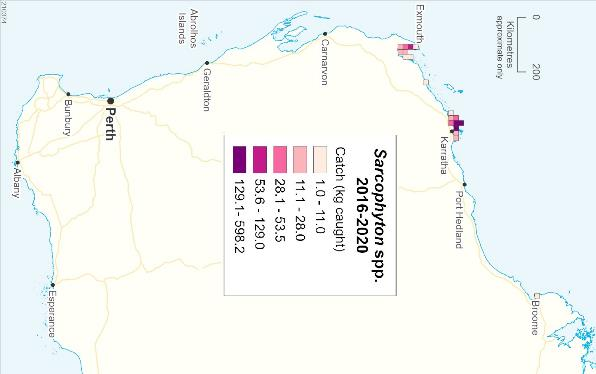 0
200
Kilometres
approximate only
Exmouth
Abrolhos
Islands
Carnarvon
Geraldton
Karratha
Port Hedland
Broome
Perth
Bunbury
Albany
Esperance
Sarcophyton spp.
2016-2020
Catch (kg caught)
1.0 - 11.0
11.1 - 28.0
28.1 - 53.5
53.6 - 129.0
129.1- 598.2